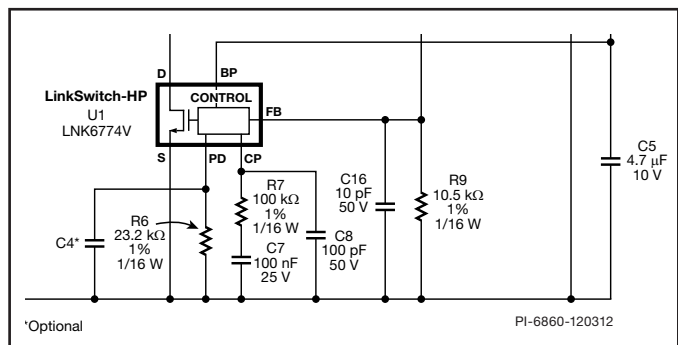 D
BP
LinkSwitch-HP
U1
LNK6774V
CONTROL
FB
S
PD
CP
C5
4.7 µF
10 V
R7
100 kΩ
1%
1/16 W
C16
10 pF
50 V
R9
10.5 kΩ
1%
1/16 W
R6
23.2 kΩ
1%
1/16 W
C4*
C8
100 pF
50 V
C7
100 nF
25 V
*Optional
PI-6860-120312